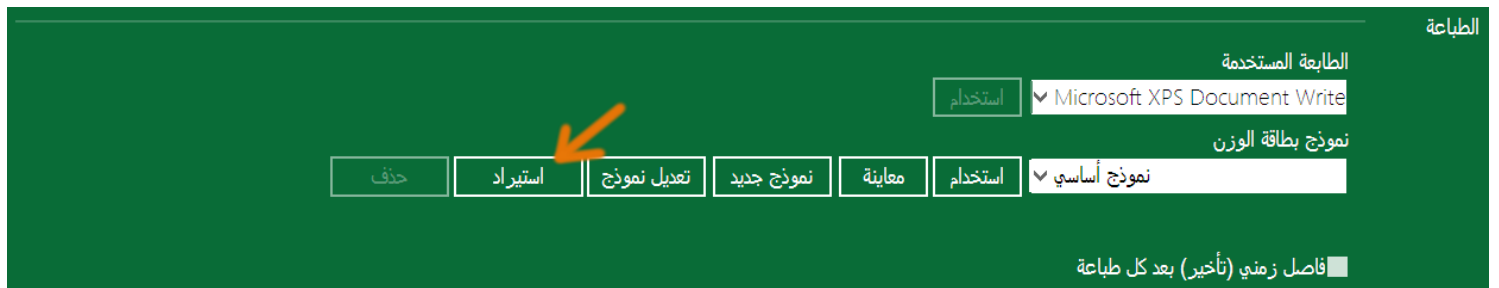 الطباعة
الطابعة المستخدمة
Microsoft XPS Document Write استخدام
نموذج بطاقة الوزن
نموذج أساسي استخدام معاينة نموذج جديد تعديل نموذج استيراد حذف
فاصل زمني (تأخير) بعد كل طباعة